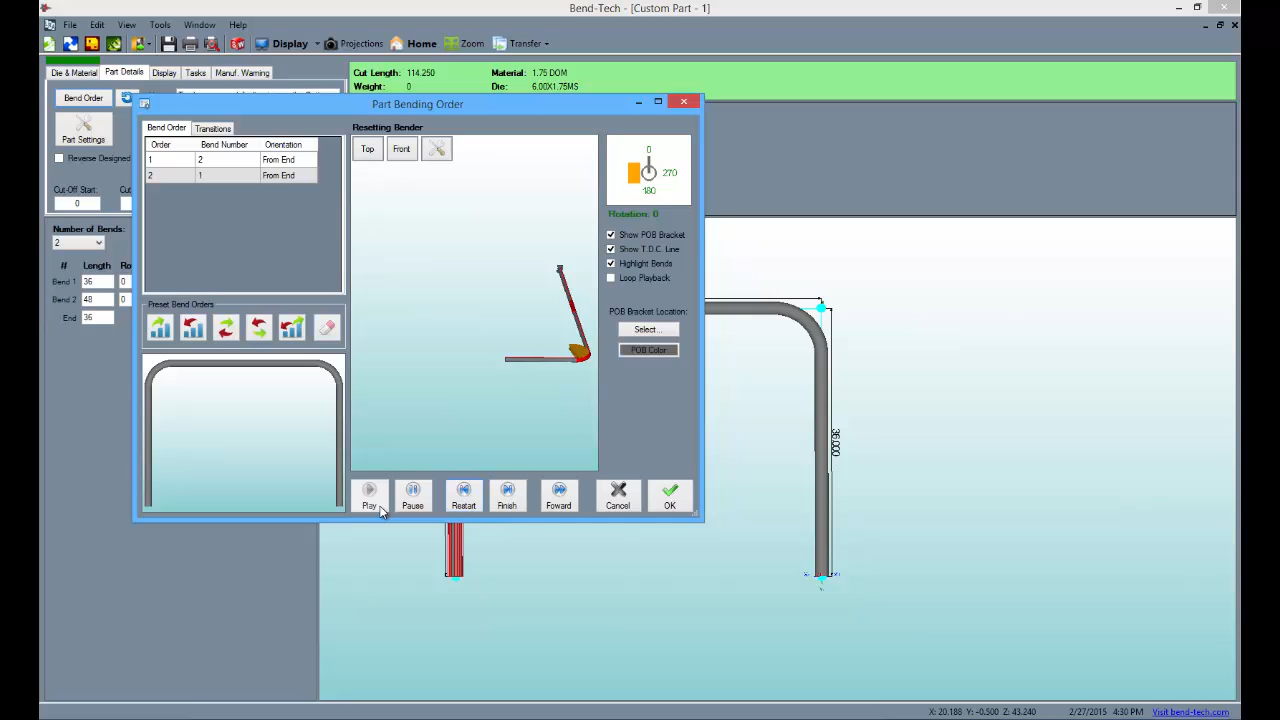 Bend-Tech - [Custom Part - 1]
File Edit View Tools Window Help
Display Projections Home Zoom Transfer
Die & Material Part Details Display Tasks Manuf. Warning
Cut Length: 114.250 Material: 1.75 DOM
Weight: 0 Die: 6.00X1.75MS
Bend Order
Part Settings
Reverse Designed
Cut-Off Start:
0
Number of Bends:
2
# Length
Bend 1 36 0
Bend 2 48 0
End 36
Part Bending Order
Bend Order Transitions
Order Bend Number Orientation
1 2 From End
2 1 From End
Preset Bend Orders
Resetting Bender
Top Front
0
270
180
Rotation: 0
Show POB Bracket
Show T.D.C. Line
Highlight Bends
Loop Playback
POB Bracket Location:
Select...
POB Color
Play Pause Restart Finish Foward Cancel OK
36.000
X: 20.188 Y: -0.500 Z: 43.240 2/27/2015 4:30 PM Visit bend-tech.com